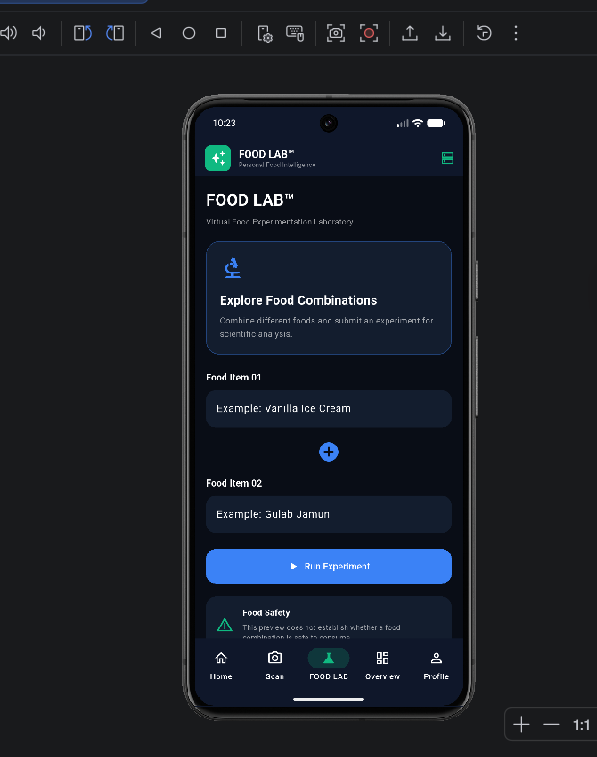 10:23
FOOD LAB™
Personal Food Intelligence
FOOD LAB™
Virtual Food Experimentation Laboratory
Explore Food Combinations
Combine different foods and submit an experiment for
scientific analysis.
Food Item 01
Example: Vanilla Ice Cream
Food Item 02
Example: Gulab Jamun
Run Experiment
Food Safety
This preview does not establish whether a food
combination is safe to consume.
Home
Scan
FOOD LAB
Overview
Profile
1:1